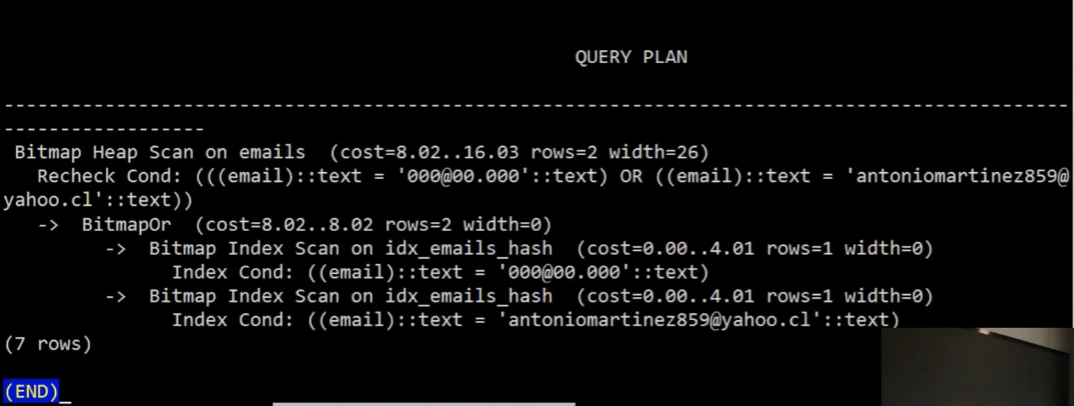 QUERY PLAN
------------------------------------------------------------------------------------------------
------------------
Bitmap Heap Scan on emails  (cost=8.02..16.03 rows=2 width=26)
  Recheck Cond: (((email)::text = '000@00.000'::text) OR ((email)::text = 'antoniomartinez859@
yahoo.cl'::text))
  ->  BitmapOr  (cost=8.02..8.02 rows=2 width=0)
        ->  Bitmap Index Scan on idx_emails_hash  (cost=0.00..4.01 rows=1 width=0)
              Index Cond: ((email)::text = '000@00.000'::text)
        ->  Bitmap Index Scan on idx_emails_hash  (cost=0.00..4.01 rows=1 width=0)
              Index Cond: ((email)::text = 'antoniomartinez859@yahoo.cl'::text)
(7 rows)
(END)